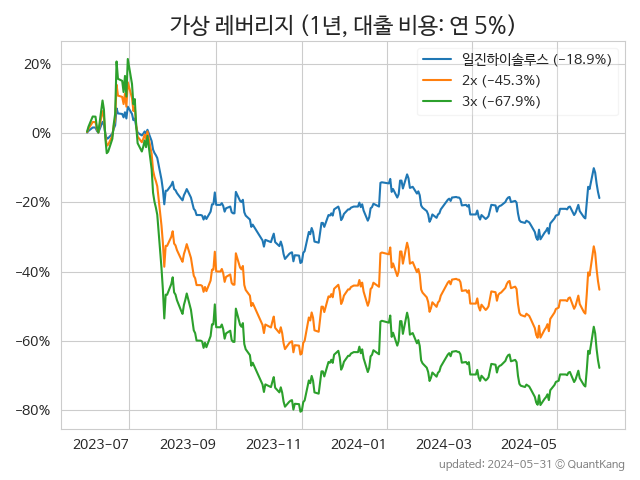 가상 레버리지 (1년, 대출 비용: 연 5%)
일진하이솔루스 (−18.9%)
2x (−45.3%)
3x (−67.9%)
20%
0%
−20%
−40%
−60%
−80%
2023-07 2023-09 2023-11 2024-01 2024-03 2024-05
updated: 2024-05-31 © QuantKang